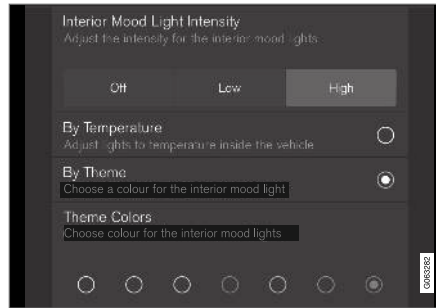 Interior Mood Light Intensity
Adjust the intensity for the interior mood lights
Off Low High
By Temperature
Adjust lights to temperature inside the vehicle
By Theme
Choose a colour for the interior mood light
Theme Colors
Choose colour for the interior mood lights
G063282